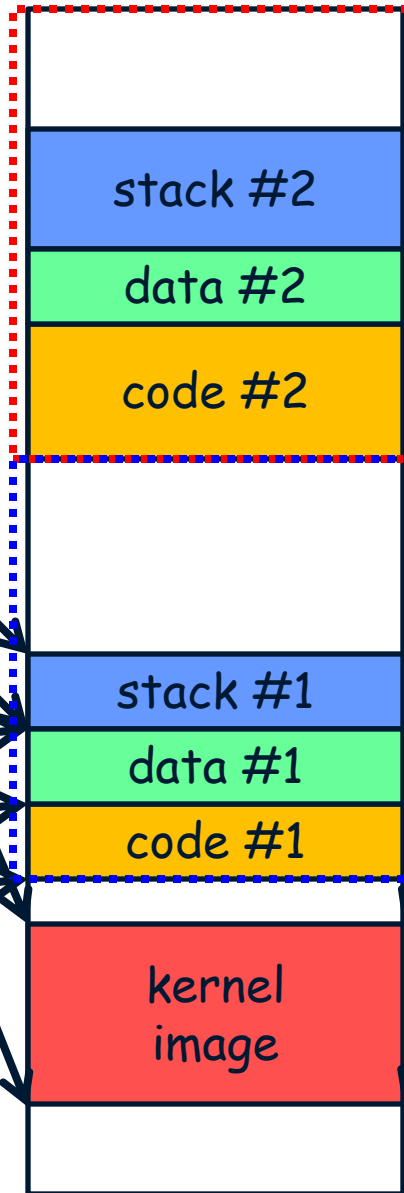 stack #2
data #2
code #2
stack #1
data #1
code #1
kernel
image